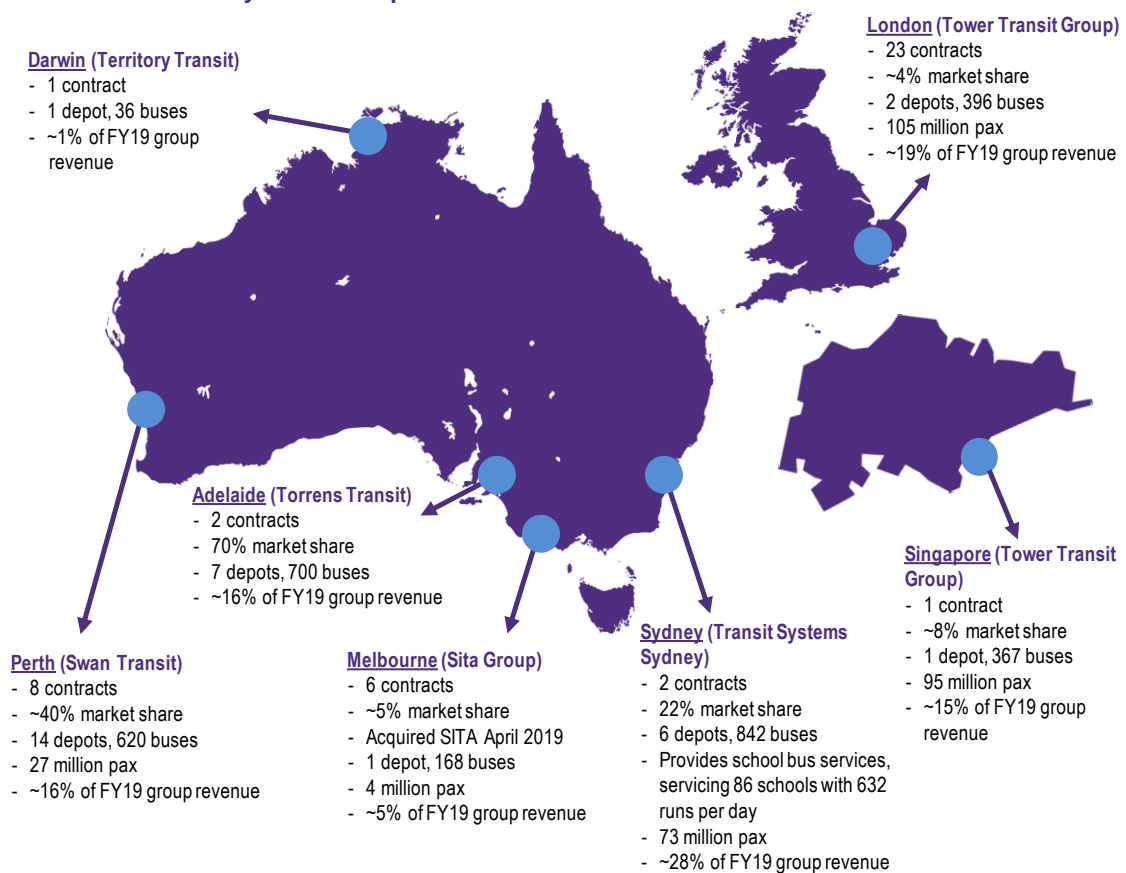 Darwin (Territory Transit)
- 1 contract
- 1 depot, 36 buses
- ~1% of FY19 group
revenue
London (Tower Transit Group)
- 23 contracts
- ~4% market share
- 2 depots, 396 buses
- 105 million pax
- ~19% of FY19 group revenue
Adelaide (Torrens Transit)
- 2 contracts
- 70% market share
- 7 depots, 700 buses
- ~16% of FY19 group revenue
Singapore (Tower Transit
Group)
- 1 contract
- ~8% market share
- 1 depot, 367 buses
- 95 million pax
- ~15% of FY19 group
revenue
Perth (Swan Transit)
- 8 contracts
- ~40% market share
- 14 depots, 620 buses
- 27 million pax
- ~16% of FY19 group revenue
Melbourne (Sita Group)
- 6 contracts
- ~5% market share
- Acquired SITA April 2019
- 1 depot, 168 buses
- 4 million pax
- ~5% of FY19 group revenue
Sydney (Transit Systems
Sydney)
- 2 contracts
- 22% market share
- 6 depots, 842 buses
- Provides school bus services,
servicing 86 schools with 632
runs per day
- 73 million pax
- ~28% of FY19 group revenue